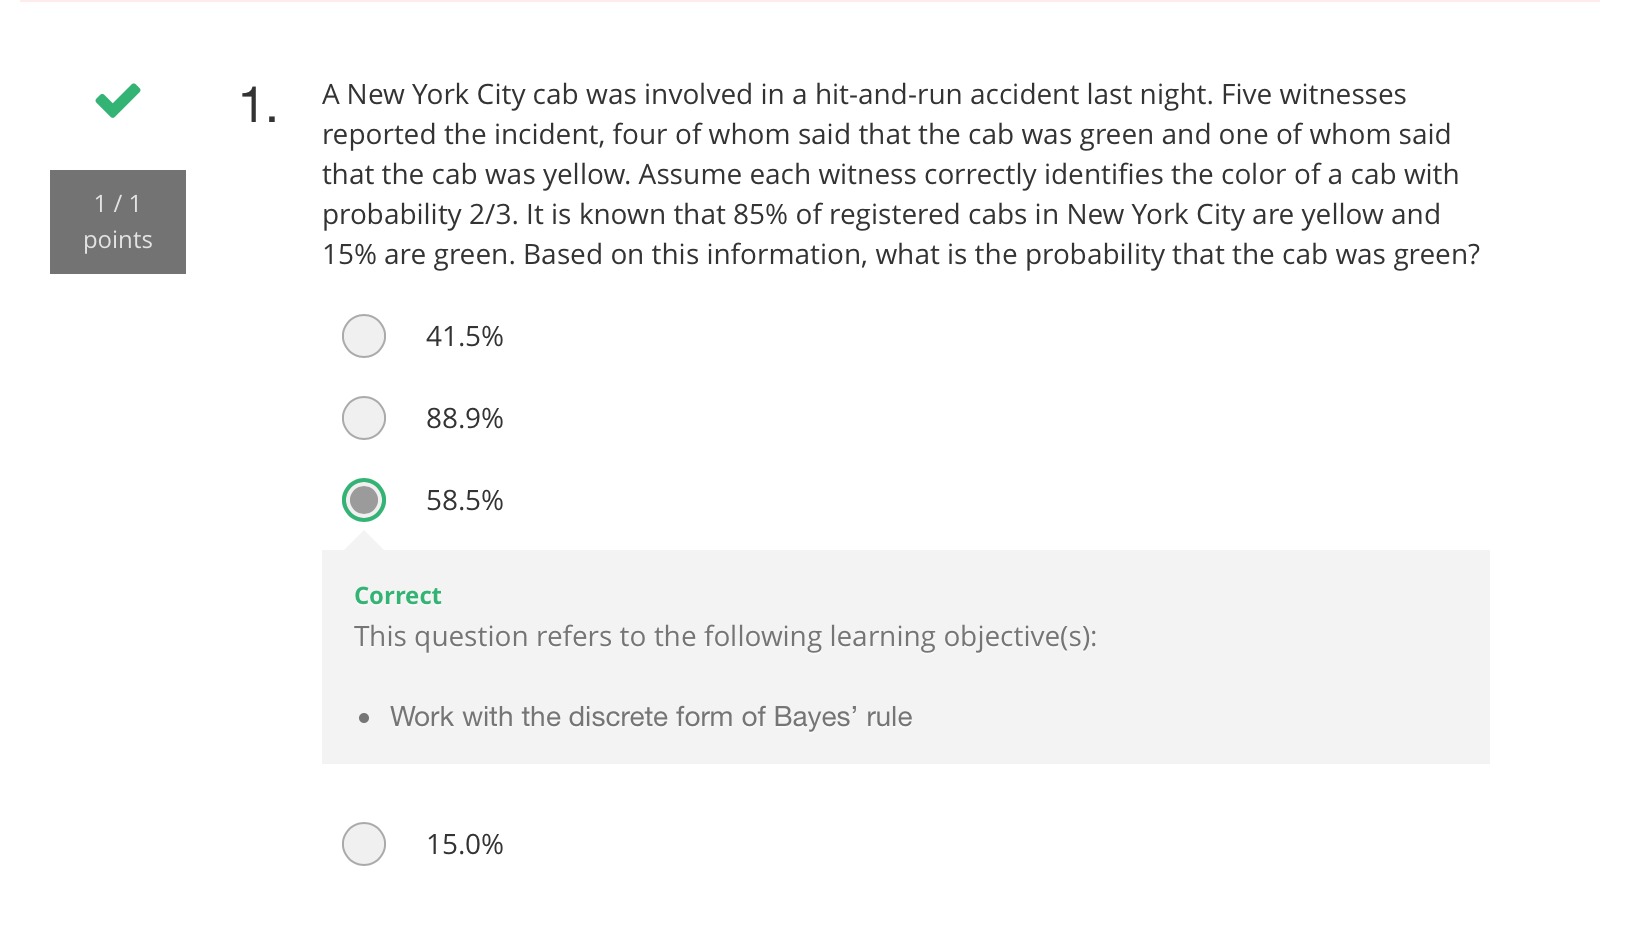 1 / 1
points
1.
A New York City cab was involved in a hit-and-run accident last night. Five witnesses
reported the incident, four of whom said that the cab was green and one of whom said
that the cab was yellow. Assume each witness correctly identifies the color of a cab with
probability 2/3. It is known that 85% of registered cabs in New York City are yellow and
15% are green. Based on this information, what is the probability that the cab was green?
41.5%
88.9%
58.5%
Correct
This question refers to the following learning objective(s):
• Work with the discrete form of Bayes’ rule
15.0%